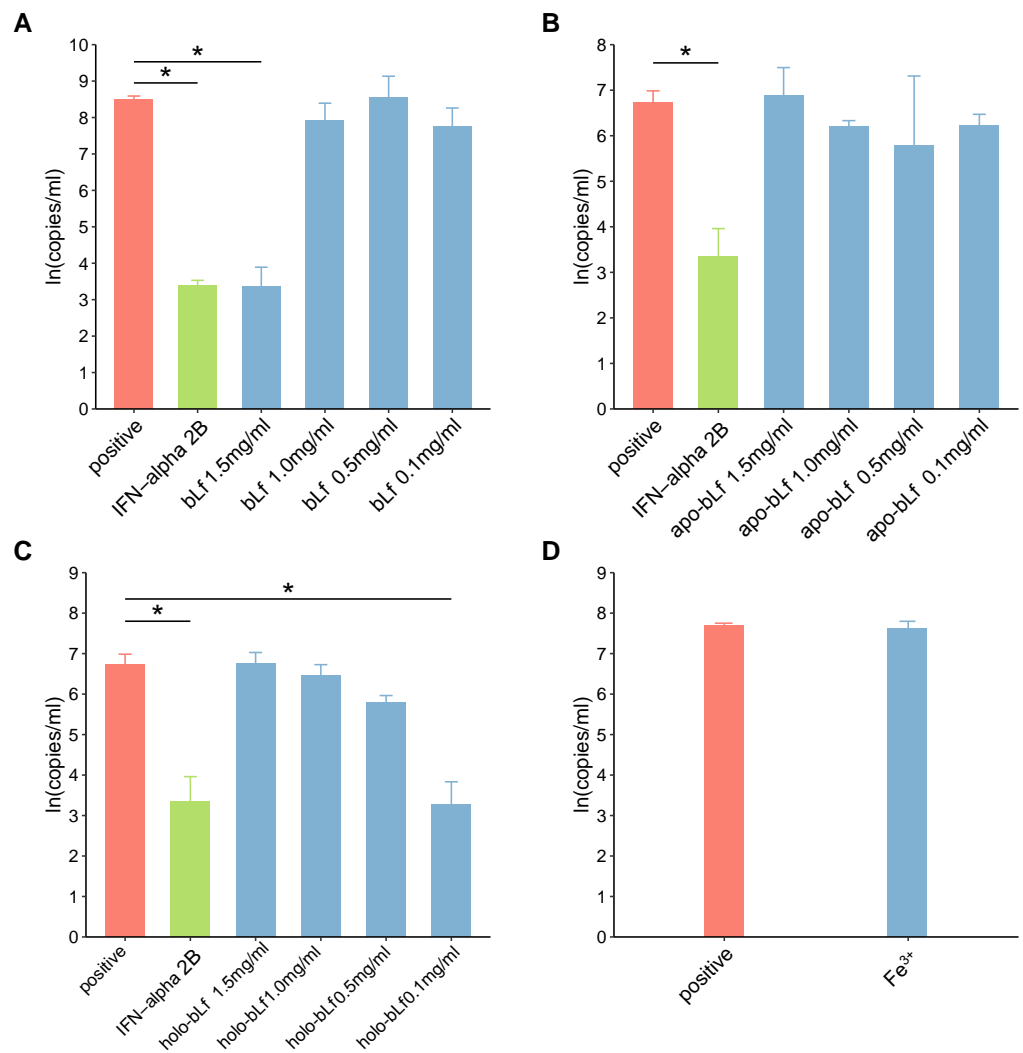 A
ln(copies/ml)
10
9
8
7
6
5
4
3
2
1
0
*
*
positive
IFN−alpha 2B
bLf 1.5mg/ml
bLf 1.0mg/ml
bLf 0.5mg/ml
bLf 0.1mg/ml
B
ln(copies/ml)
8
7
6
5
4
3
2
1
0
*
positive
IFN−alpha 2B
apo-bLf 1.5mg/ml
apo-bLf 1.0mg/ml
apo-bLf 0.5mg/ml
apo-bLf 0.1mg/ml
C
ln(copies/ml)
9
8
7
6
5
4
3
2
1
0
*
*
positive
IFN−alpha 2B
holo-bLf 1.5mg/ml
holo-bLf1.0mg/ml
holo-bLf0.5mg/ml
holo-bLf0.1mg/ml
D
ln(copies/ml)
9
8
7
6
5
4
3
2
1
0
positive
Fe³⁺